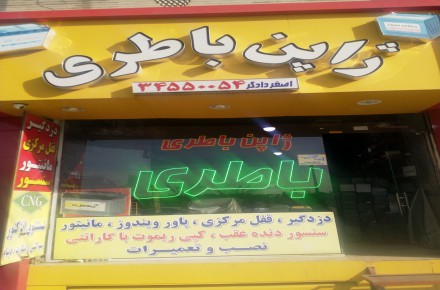 ژاپن باطری
اصغر دادگر
۳۴۵۵۰۰۵۴
ژاپن باطری
باطری
دزدگیر ، قفل مرکزی ، پاور ویندوز ، مانیتور
سنسور دنده عقب ، کپی ریموت با گارانتی
نصب و تعمیرات
دزدگیر
قفل مرکزی
مانیتور
سنسور
CNG